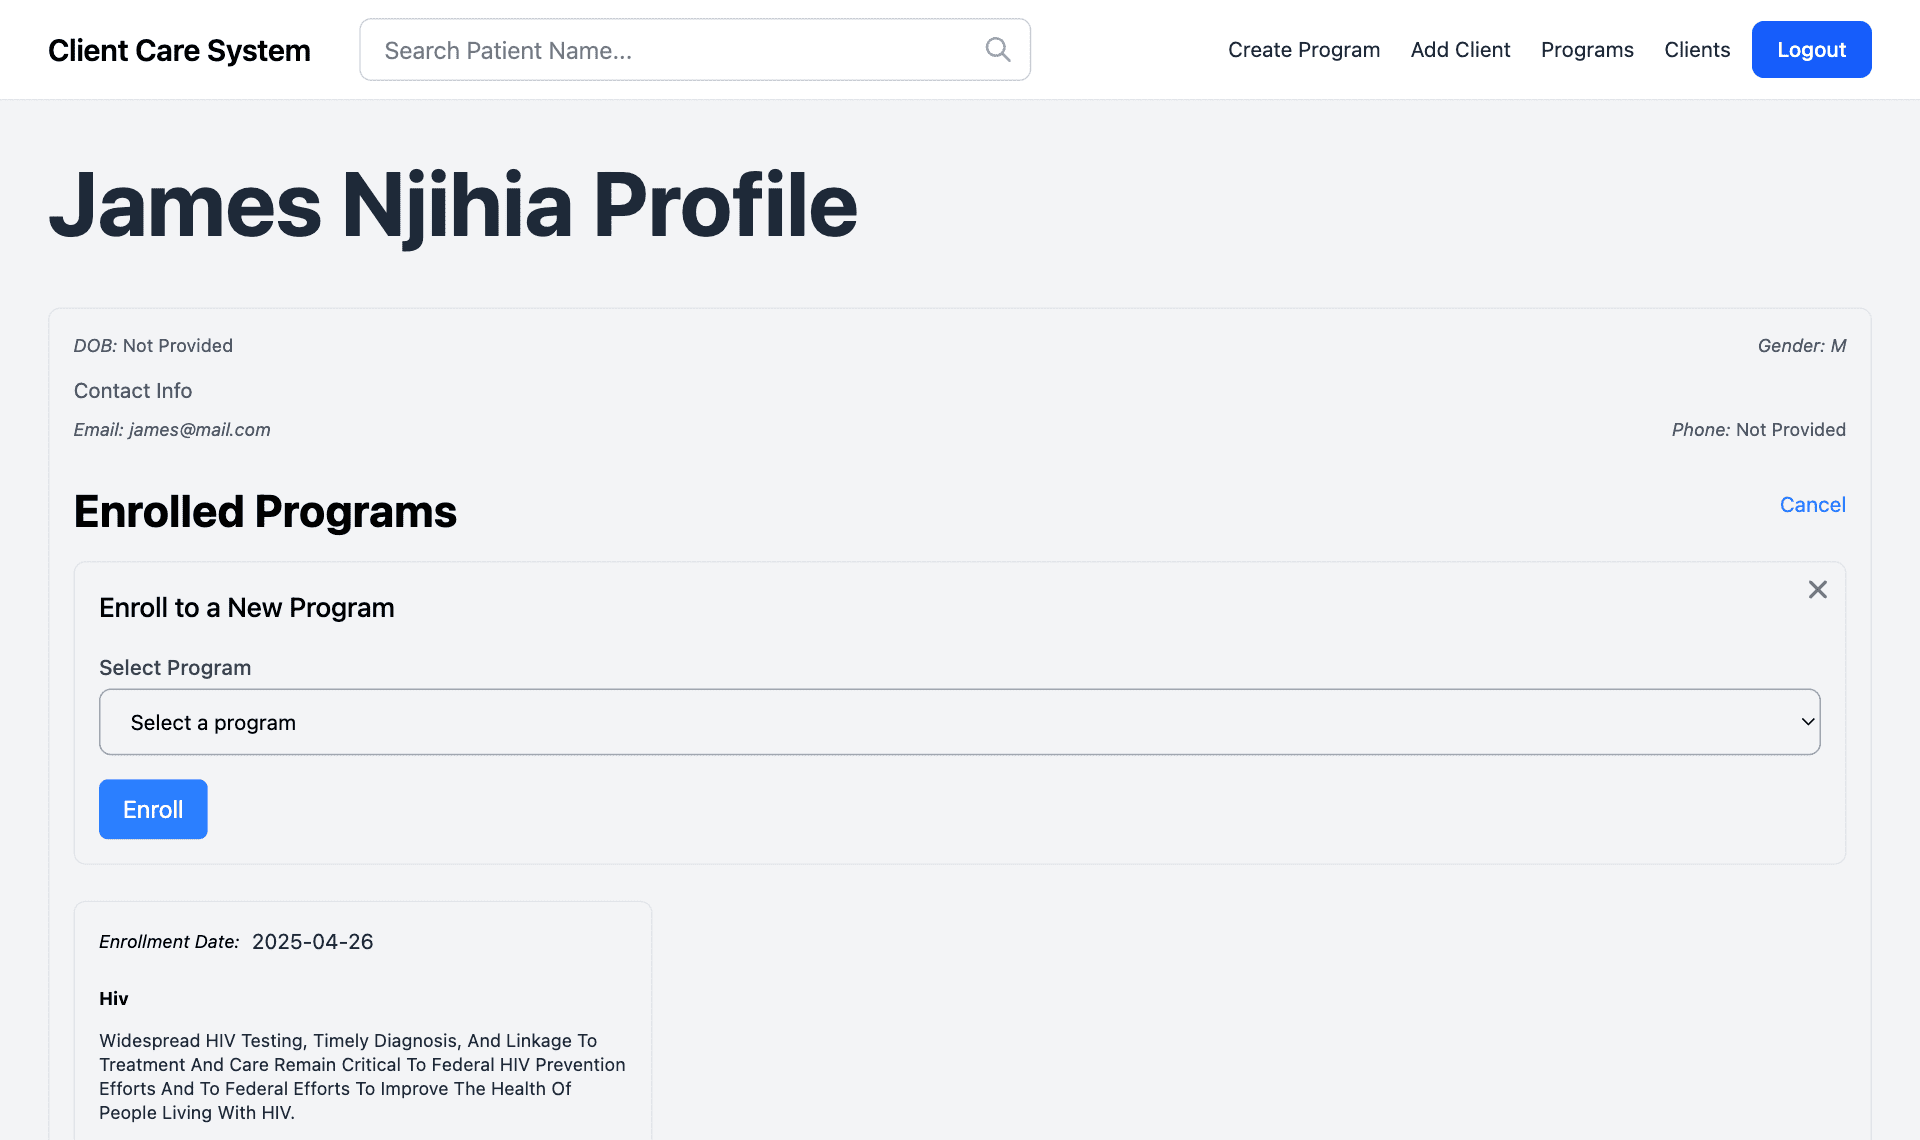 Client Care System
Search Patient Name...
Create Program
Add Client
Programs
Clients
Logout
James Njihia Profile
DOB: Not Provided
Gender: M
Contact Info
Email: james@mail.com
Phone: Not Provided
Enrolled Programs
Cancel
Enroll to a New Program
Select Program
Select a program
Enroll
Enrollment Date: 2025-04-26
Hiv
Widespread HIV Testing, Timely Diagnosis, And Linkage To
Treatment And Care Remain Critical To Federal HIV Prevention
Efforts And To Federal Efforts To Improve The Health Of
People Living With HIV.